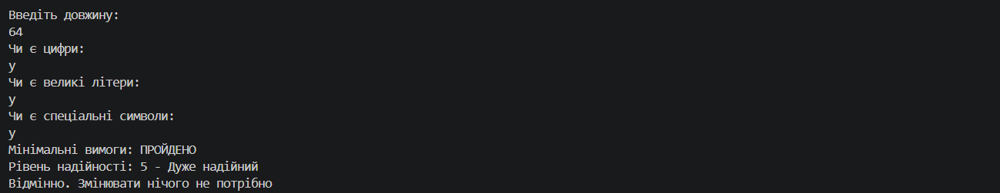 Введіть довжину:
64
Чи є цифри:
y
Чи є великі літери:
y
Чи є спеціальні символи:
y
Мінімальні вимоги: ПРОЙДЕНО
Рівень надійності: 5 - Дуже надійний
Відмінно. Змінювати нічого не потрібно